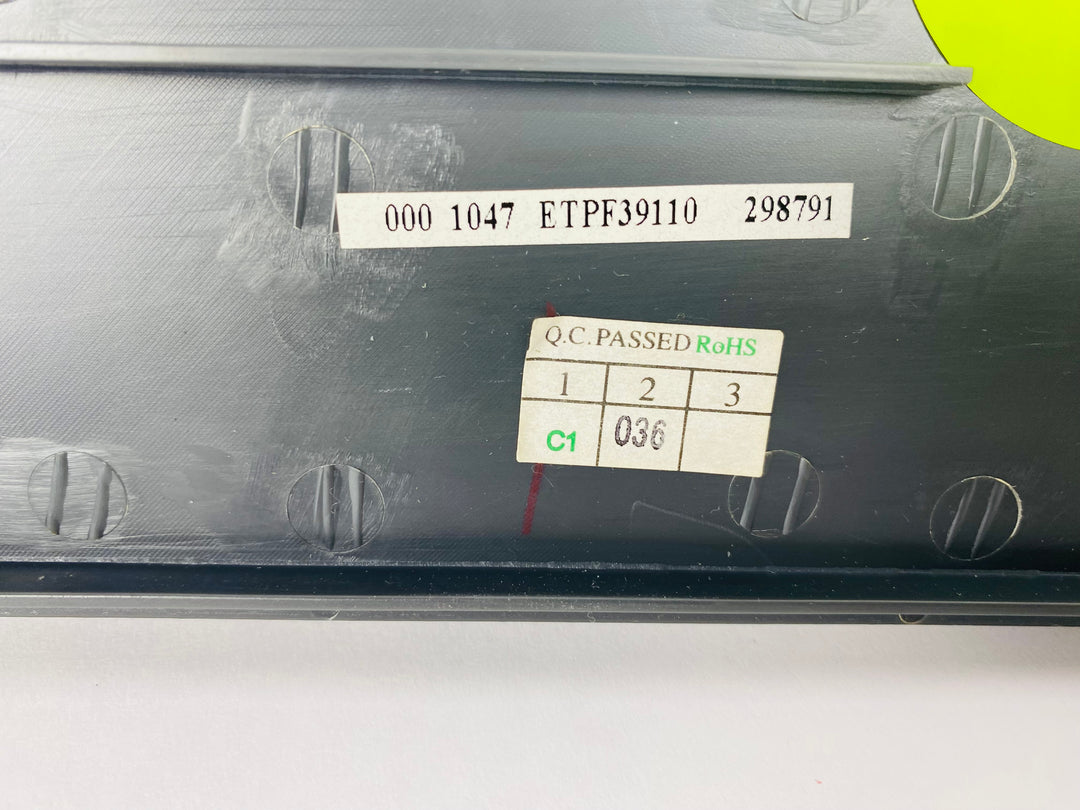 000 1047 ETPF39110 298791
Q.C.PASSED RoHS
1 2 3
C1 036